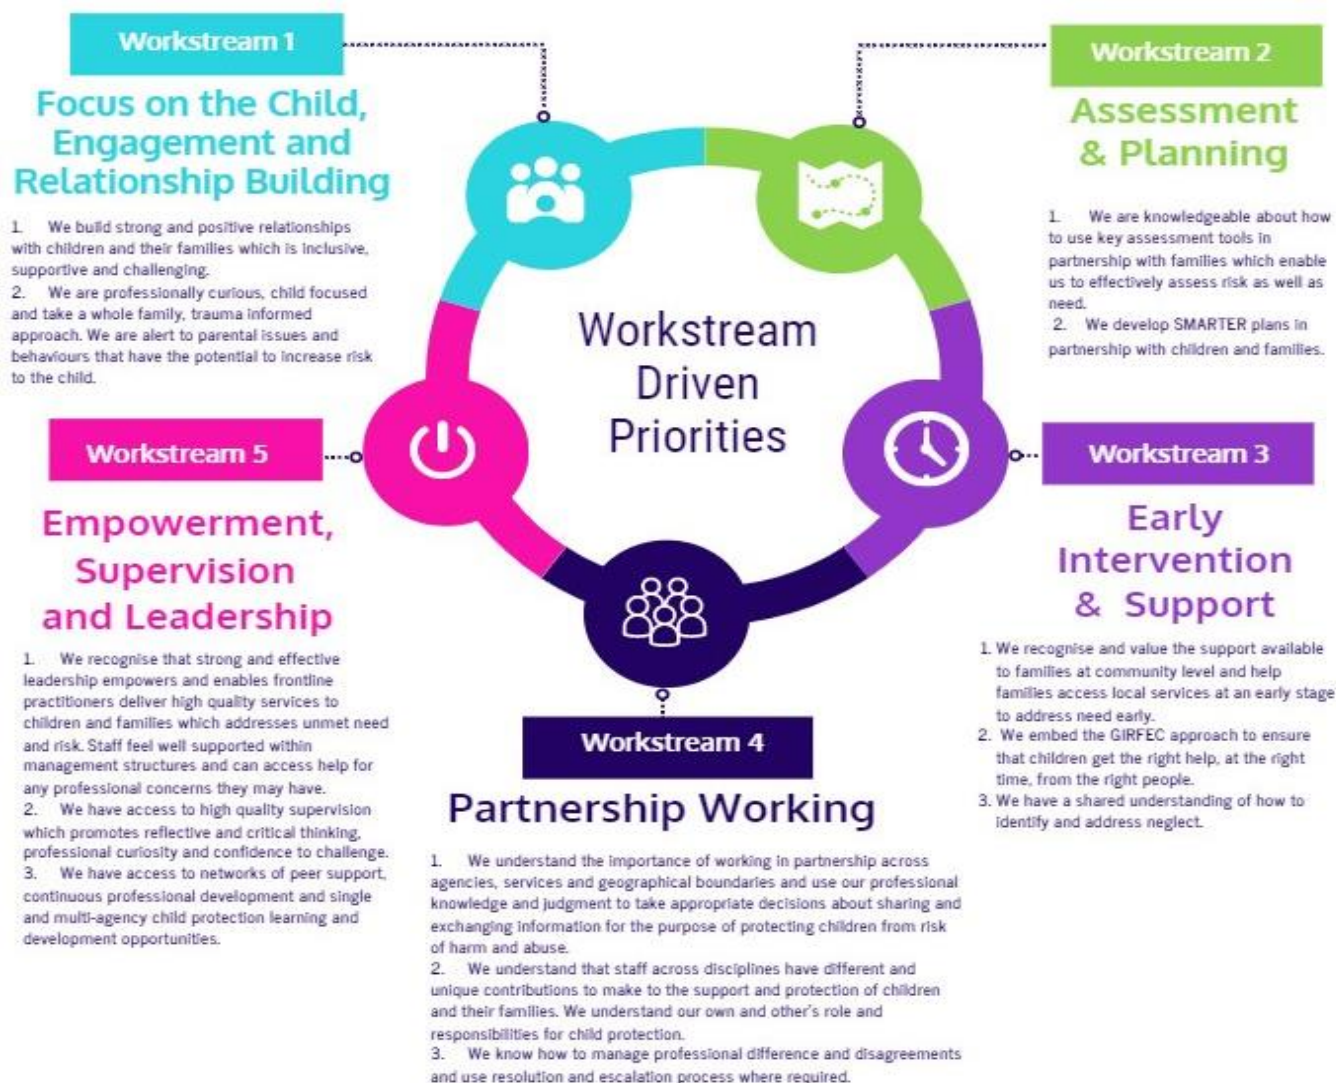 Workstream 1
Focus on the Child,
Engagement and
Relationship Building
1. We build strong and positive relationships
with children and their families which is inclusive,
supportive and challenging.
2. We are professionally curious, child focused
and take a whole family, trauma informed
approach. We are alert to parental issues and
behaviours that have the potential to increase risk
to the child.
Workstream 2
Assessment
& Planning
1. We are knowledgeable about how
to use key assessment tools in
partnership with families which enable
us to effectively assess risk as well as
need.
2. We develop SMARTER plans in
partnership with children and families.
Workstream
Driven
Priorities
Workstream 3
Early
Intervention
& Support
1. We recognise and value the support available
to families at community level and help
families access local services at an early stage
to address need early.
2. We embed the GIRFEC approach to ensure
that children get the right help, at the right
time, from the right people.
3. We have a shared understanding of how to
identify and address neglect.
Workstream 4
Partnership Working
1. We understand the importance of working in partnership across
agencies, services and geographical boundaries and use our professional
knowledge and judgment to take appropriate decisions about sharing and
exchanging information for the purpose of protecting children from risk
of harm and abuse.
2. We understand that staff across disciplines have different and
unique contributions to make to the support and protection of children
and their families. We understand our own and other's role and
responsibilities for child protection.
3. We know how to manage professional difference and disagreements
and use resolution and escalation process where required.
Workstream 5
Empowerment,
Supervision
and Leadership
1. We recognise that strong and effective
leadership empowers and enables frontline
practitioners deliver high quality services to
children and families which addresses unmet need
and risk. Staff feel well supported within
management structures and can access help for
any professional concerns they may have.
2. We have access to high quality supervision
which promotes reflective and critical thinking,
professional curiosity and confidence to challenge.
3. We have access to networks of peer support,
continuous professional development and single
and multi-agency child protection learning and
development opportunities.